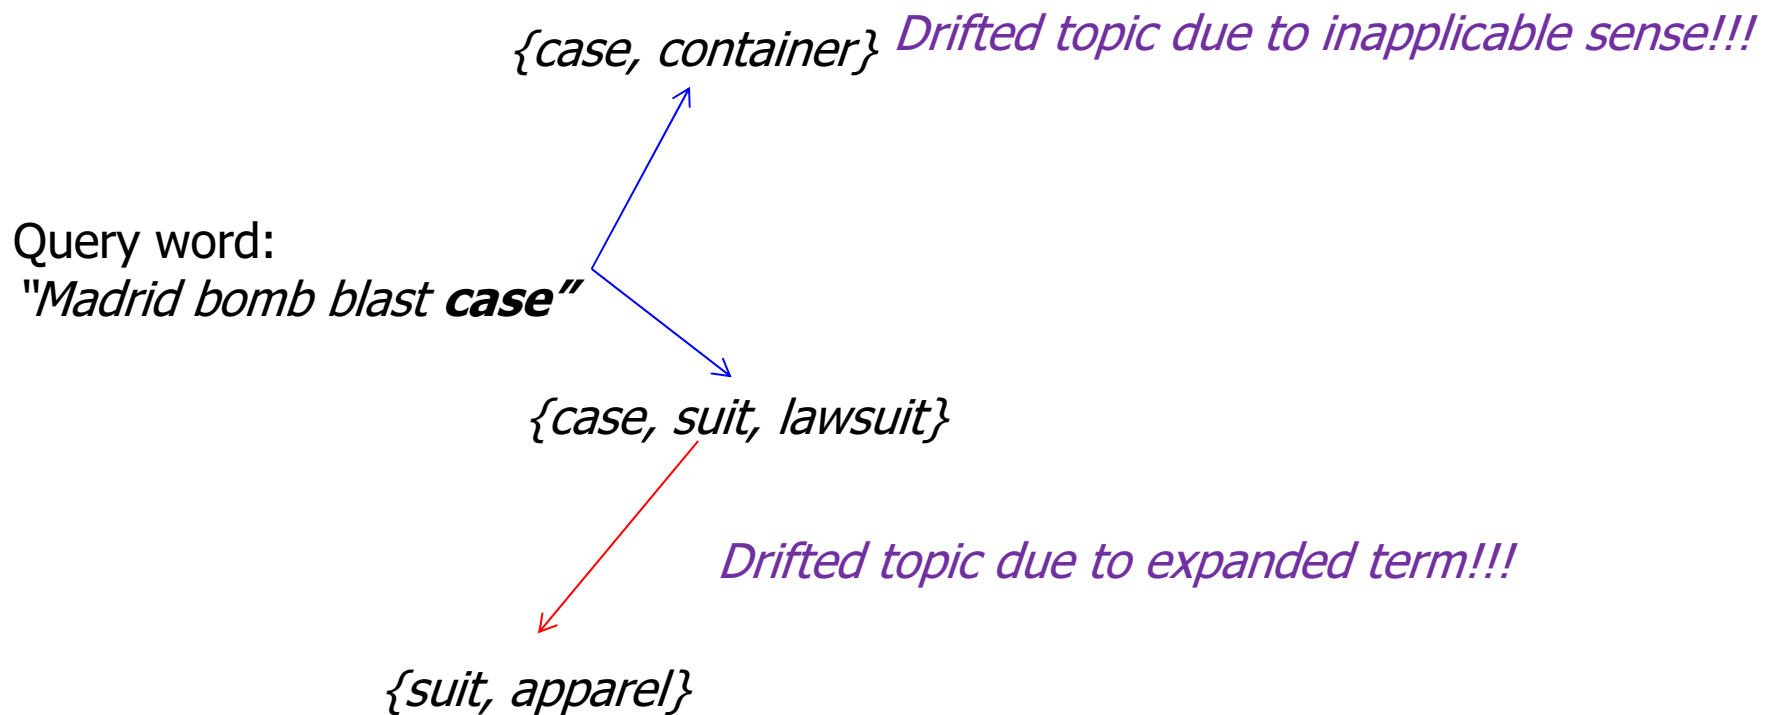 {case, container} Drifted topic due to inapplicable sense!!!
Query word:
“Madrid bomb blast case”
{case, suit, lawsuit}
Drifted topic due to expanded term!!!
{suit, apparel}